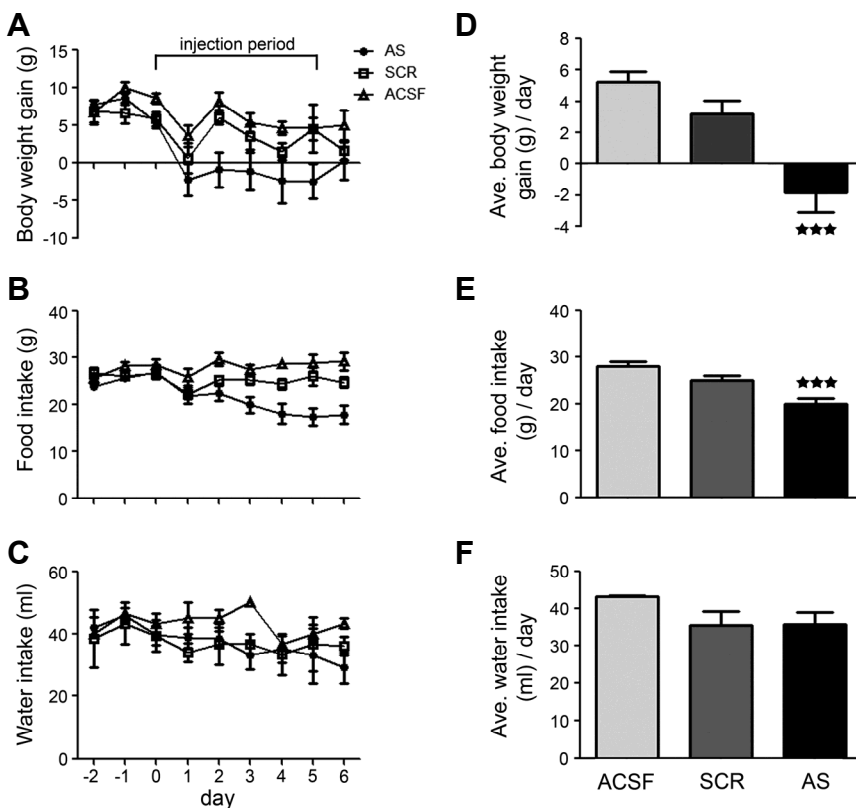 A
injection period
AS
SCR
ACSF
Body weight gain (g)
15
10
5
0
-5
-10
B
Food intake (g)
40
30
20
10
0
C
Water intake (ml)
60
40
20
0
-2 -1 0 1 2 3 4 5 6
day
D
Ave. body weight
gain (g) / day
8
6
4
2
0
-2
-4
★★★
E
Ave. food intake
(g) / day
40
30
20
10
0
★★★
F
Ave. water intake
(ml) / day
50
40
30
20
10
0
ACSF SCR AS